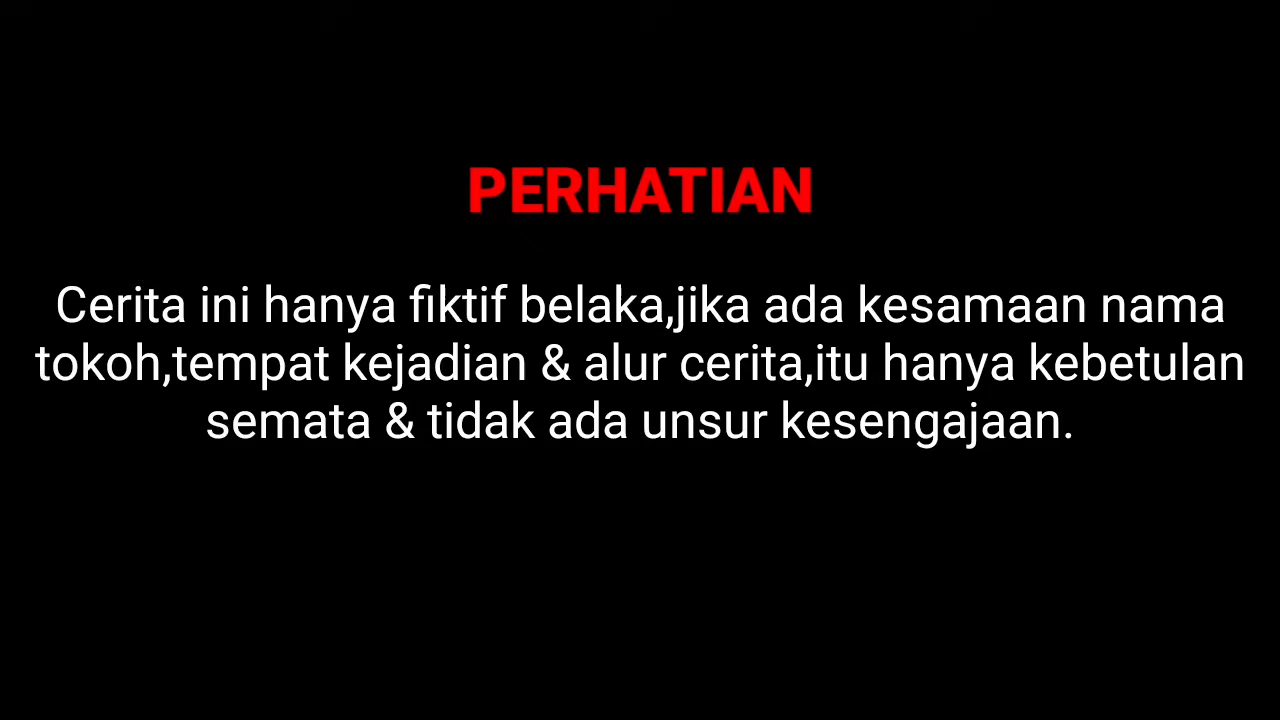 PERHATIAN
Cerita ini hanya fiktif belaka,jika ada kesamaan nama
tokoh,tempat kejadian & alur cerita,itu hanya kebetulan
semata & tidak ada unsur kesengajaan.